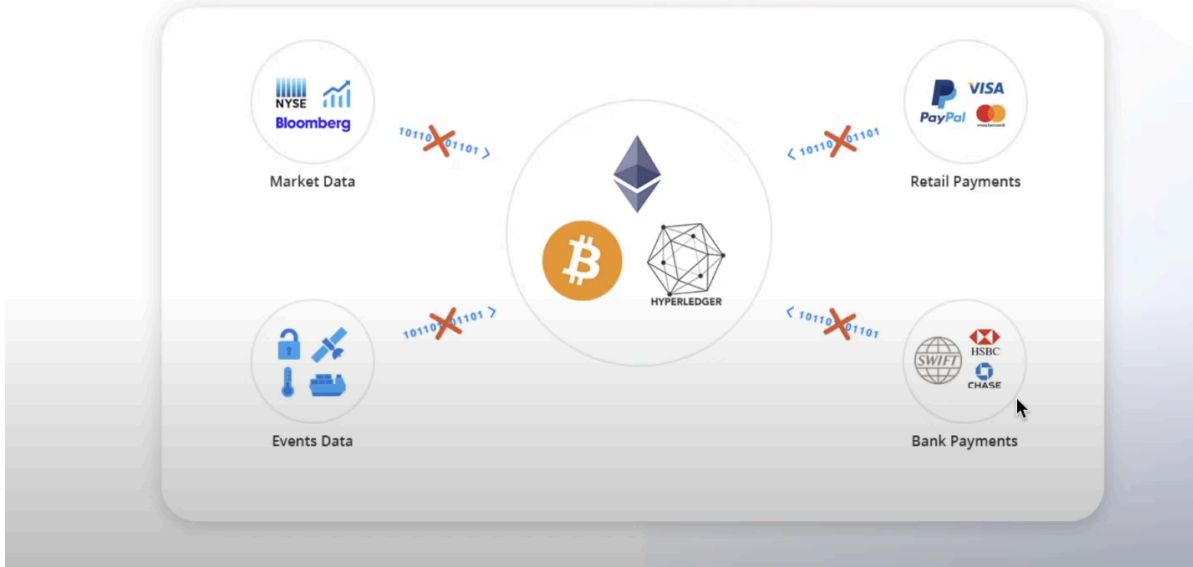 NYSE
Bloomberg
Market Data
10110 01101 >
PayPal
VISA
mastercard
Retail Payments
< 10110 01101
HYPERLEDGER
Events Data
10110 01101 >
SWIFT
HSBC
CHASE
Bank Payments
< 10110 01101